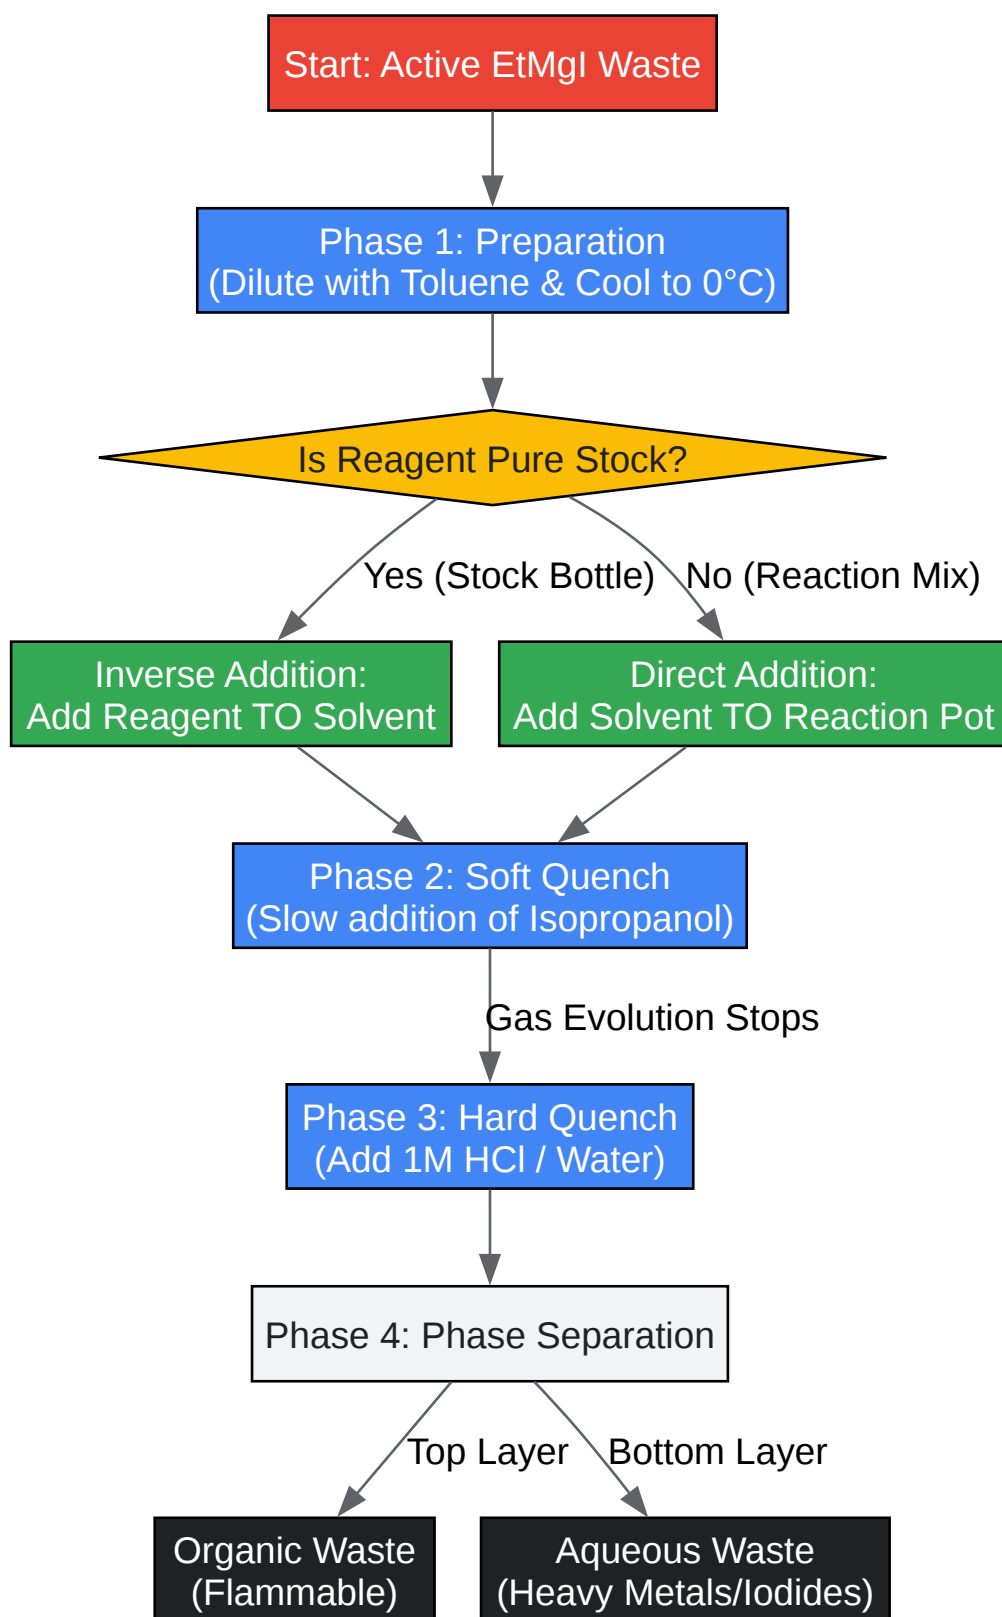 Start: Active EtMgI Waste
Phase 1: Preparation
(Dilute with Toluene & Cool to 0°C)
Is Reagent Pure Stock?
Yes (Stock Bottle)
No (Reaction Mix)
Inverse Addition:
Add Reagent TO Solvent
Direct Addition:
Add Solvent TO Reaction Pot
Phase 2: Soft Quench
(Slow addition of Isopropanol)
Gas Evolution Stops
Phase 3: Hard Quench
(Add 1M HCl / Water)
Phase 4: Phase Separation
Top Layer
Bottom Layer
Organic Waste
(Flammable)
Aqueous Waste
(Heavy Metals/Iodides)